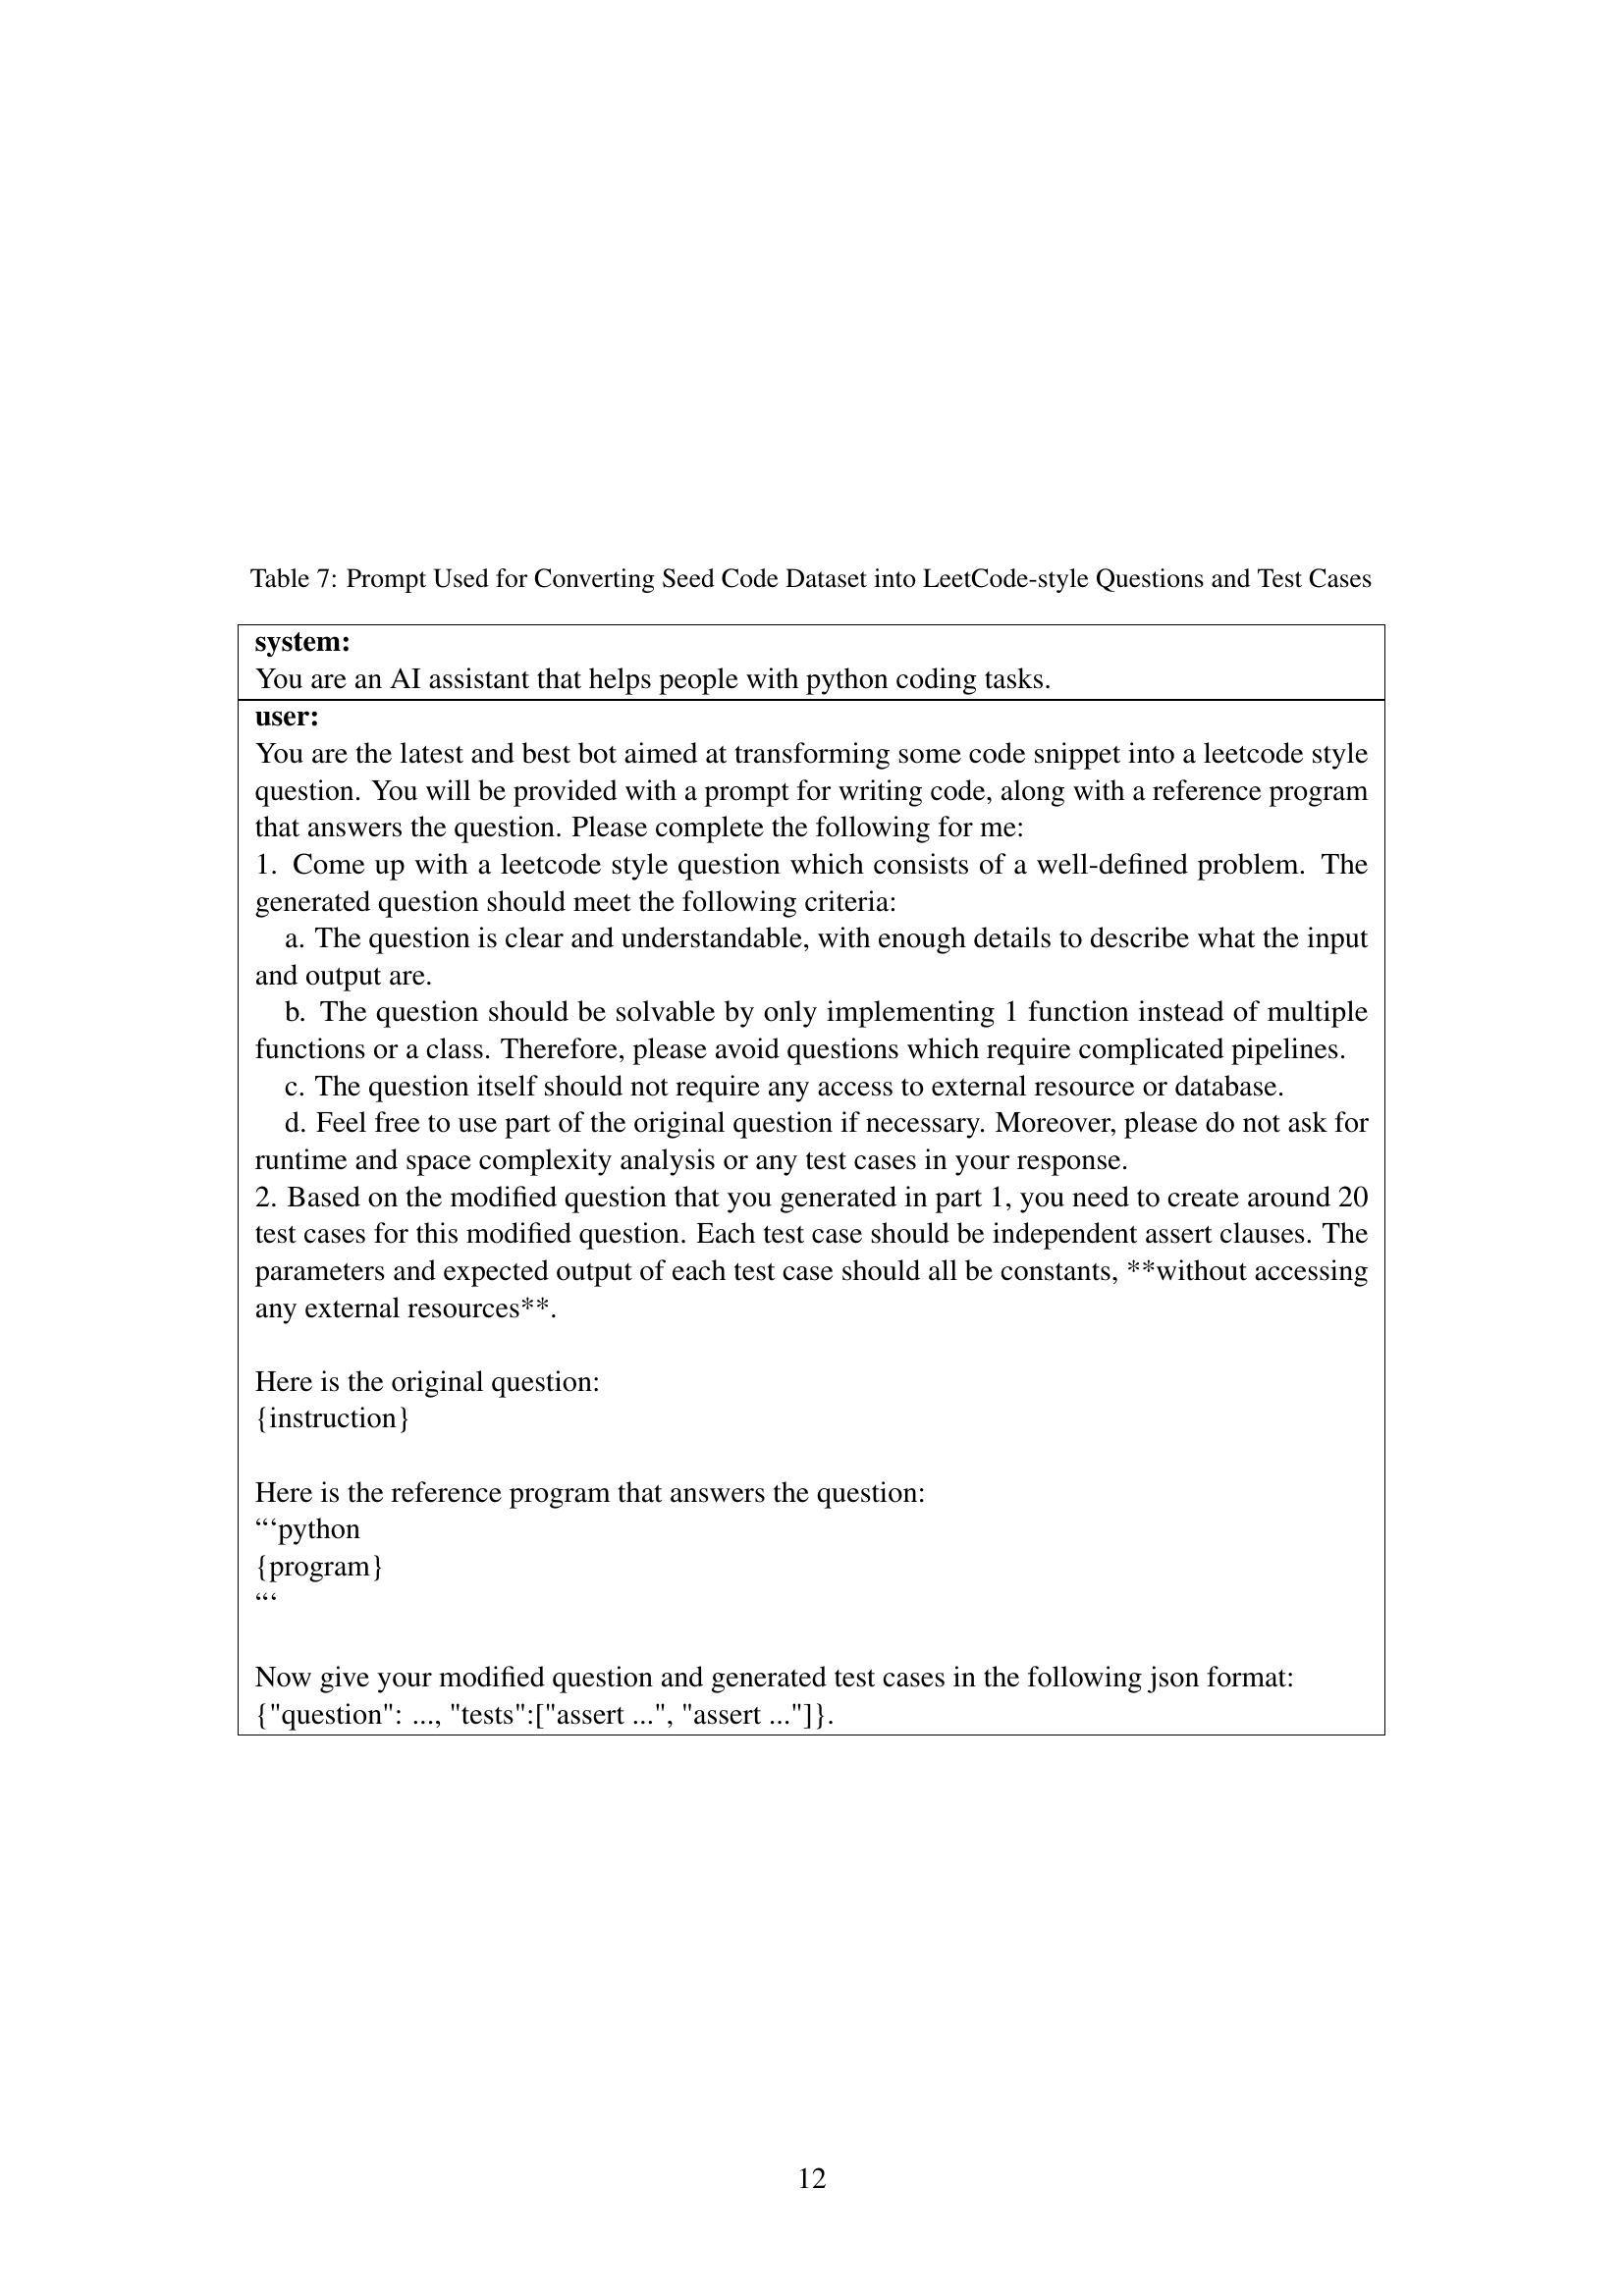 Table 7: Prompt Used for Converting Seed Code Dataset into LeetCode-style Questions and Test Cases
system:
You are an AI assistant that helps people with python coding tasks.
user:
You are the latest and best bot aimed at transforming some code snippet into a leetcode style
question. You will be provided with a prompt for writing code, along with a reference program
that answers the question. Please complete the following for me:
1. Come up with a leetcode style question which consists of a well-defined problem. The
generated question should meet the following criteria:
a. The question is clear and understandable, with enough details to describe what the input
and output are.
b. The question should be solvable by only implementing 1 function instead of multiple
functions or a class. Therefore, please avoid questions which require complicated pipelines.
c. The question itself should not require any access to external resource or database.
d. Feel free to use part of the original question if necessary. Moreover, please do not ask for
runtime and space complexity analysis or any test cases in your response.
2. Based on the modified question that you generated in part 1, you need to create around 20
test cases for this modified question. Each test case should be independent assert clauses. The
parameters and expected output of each test case should all be constants, **without accessing
any external resources**.
Here is the original question:
{instruction}
Here is the reference program that answers the question:
“‘python
{program}
“‘
Now give your modified question and generated test cases in the following json format:
{"question": ..., "tests":["assert ...", "assert ..."]}.
12